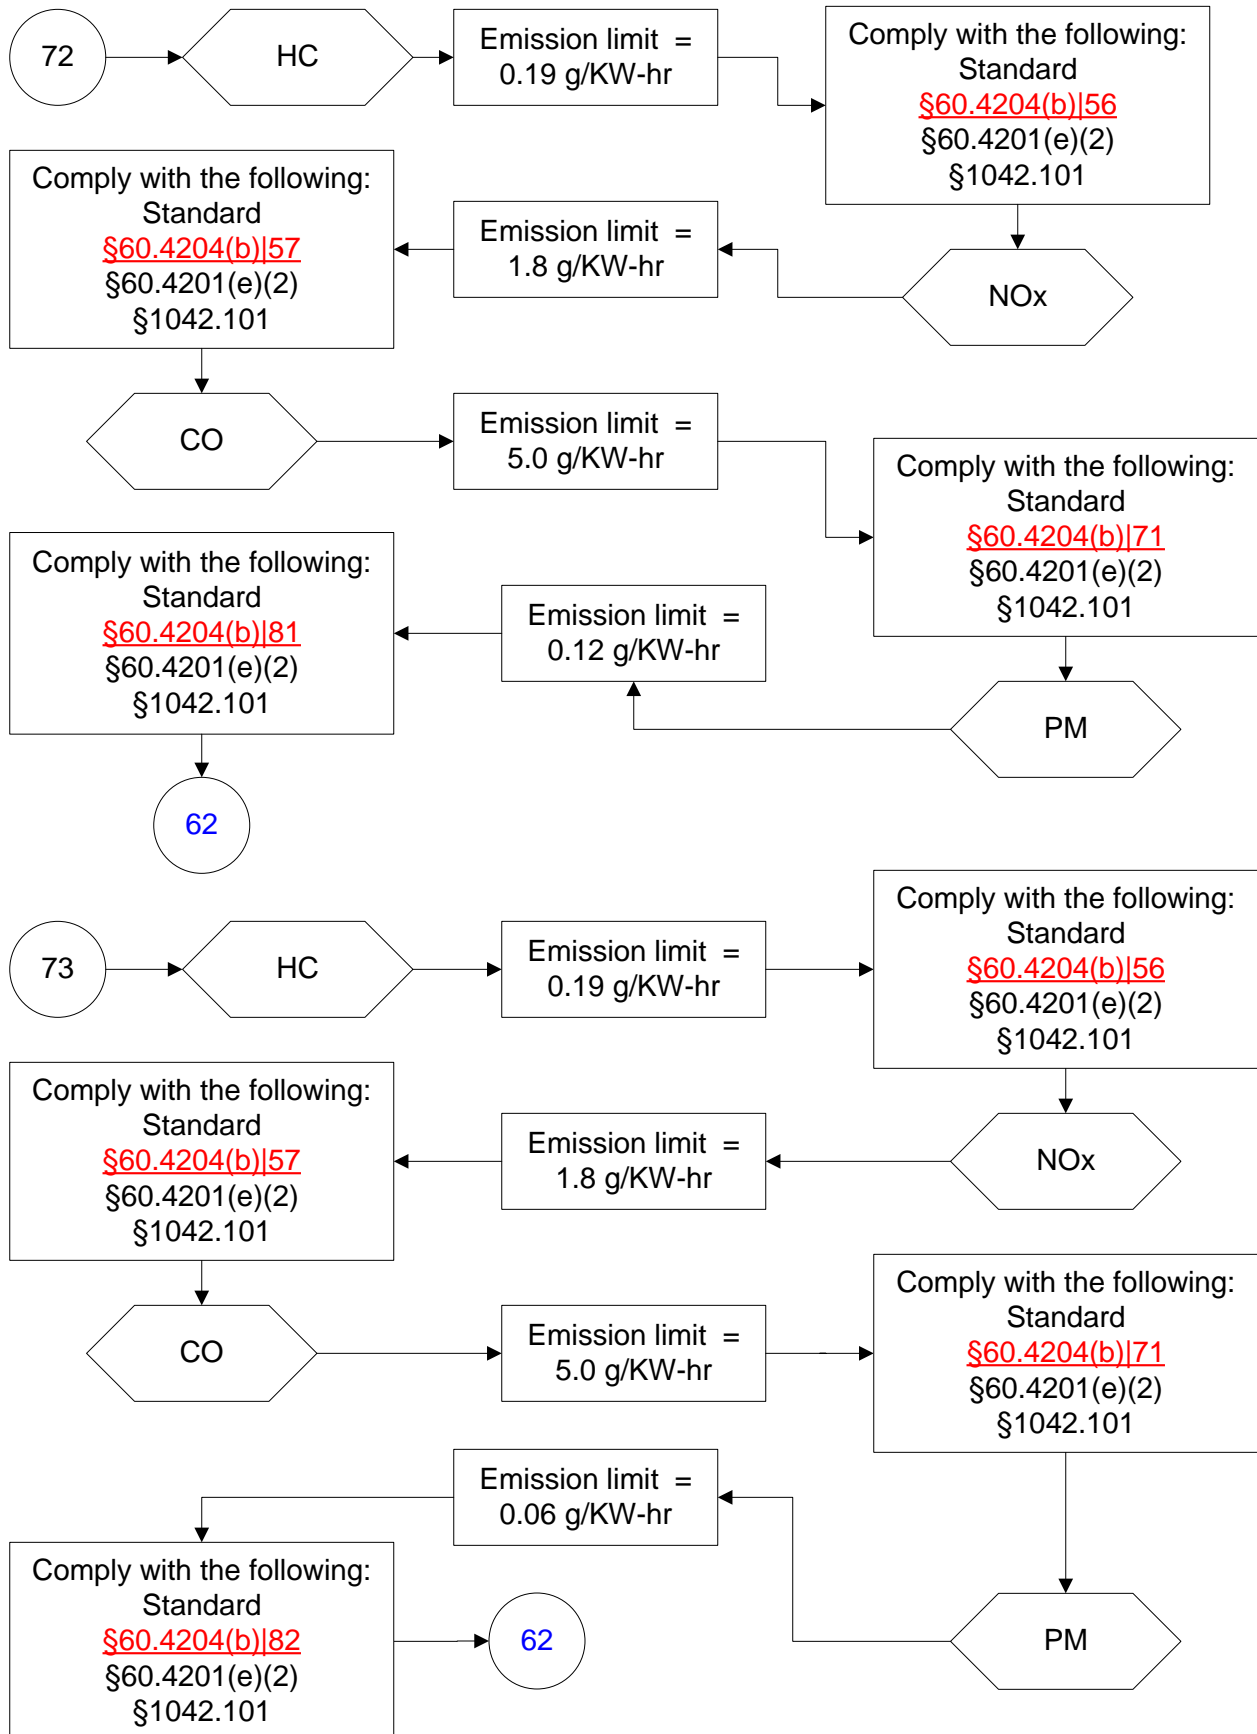 72
HC
Emission limit =
0.19 g/KW-hr
Comply with the following:
Standard
§60.4204(b)|56
§60.4201(e)(2)
§1042.101
NOx
Emission limit =
1.8 g/KW-hr
Comply with the following:
Standard
§60.4204(b)|57
§60.4201(e)(2)
§1042.101
CO
Emission limit =
5.0 g/KW-hr
Comply with the following:
Standard
§60.4204(b)|71
§60.4201(e)(2)
§1042.101
PM
Emission limit =
0.12 g/KW-hr
Comply with the following:
Standard
§60.4204(b)|81
§60.4201(e)(2)
§1042.101
62
73
HC
Emission limit =
0.19 g/KW-hr
Comply with the following:
Standard
§60.4204(b)|56
§60.4201(e)(2)
§1042.101
NOx
Emission limit =
1.8 g/KW-hr
Comply with the following:
Standard
§60.4204(b)|57
§60.4201(e)(2)
§1042.101
CO
Emission limit =
5.0 g/KW-hr
Comply with the following:
Standard
§60.4204(b)|71
§60.4201(e)(2)
§1042.101
PM
Emission limit =
0.06 g/KW-hr
Comply with the following:
Standard
§60.4204(b)|82
§60.4201(e)(2)
§1042.101
62